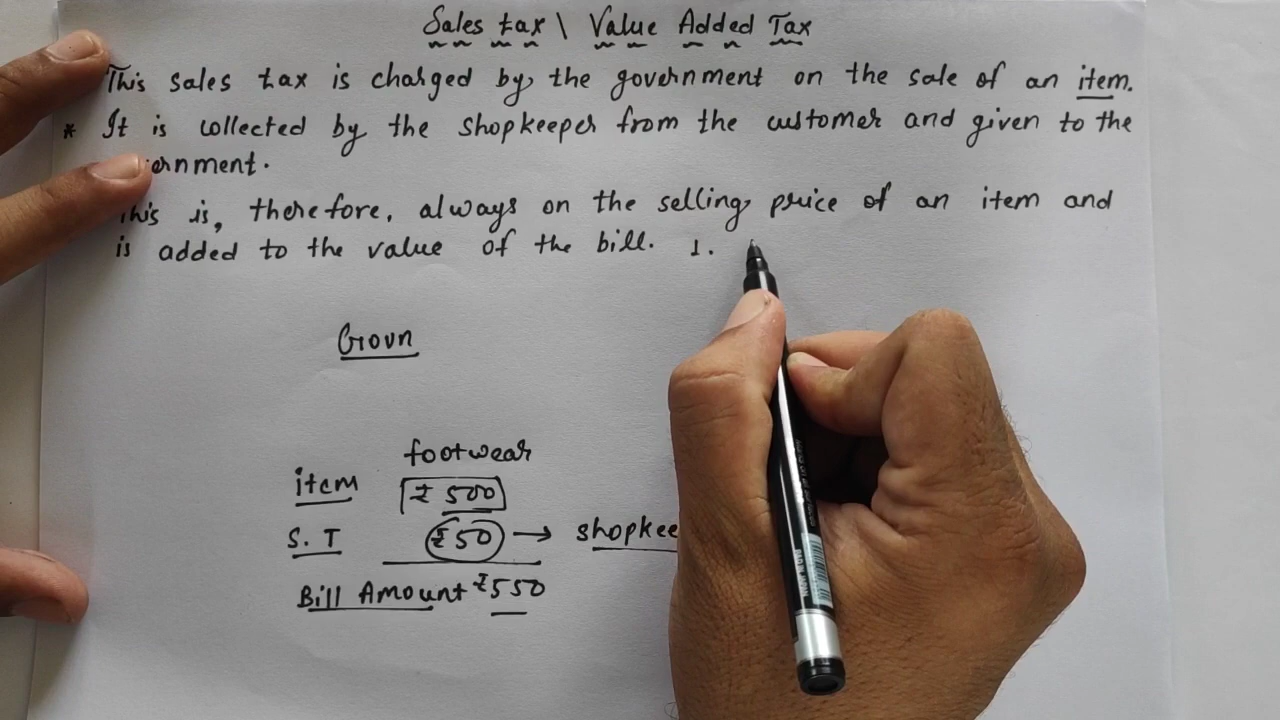 Sales tax \ Value Added Tax
This sales tax is charged by the government on the sale of an item.
* It is collected by the shopkeeper from the customer and given to the
ernment.
This is, therefore, always on the selling price of an item and
is added to the value of the bill. 1.
Govn
footwear
item ₹ 500
S. T ₹50 → shopkee
Bill Amount ₹550